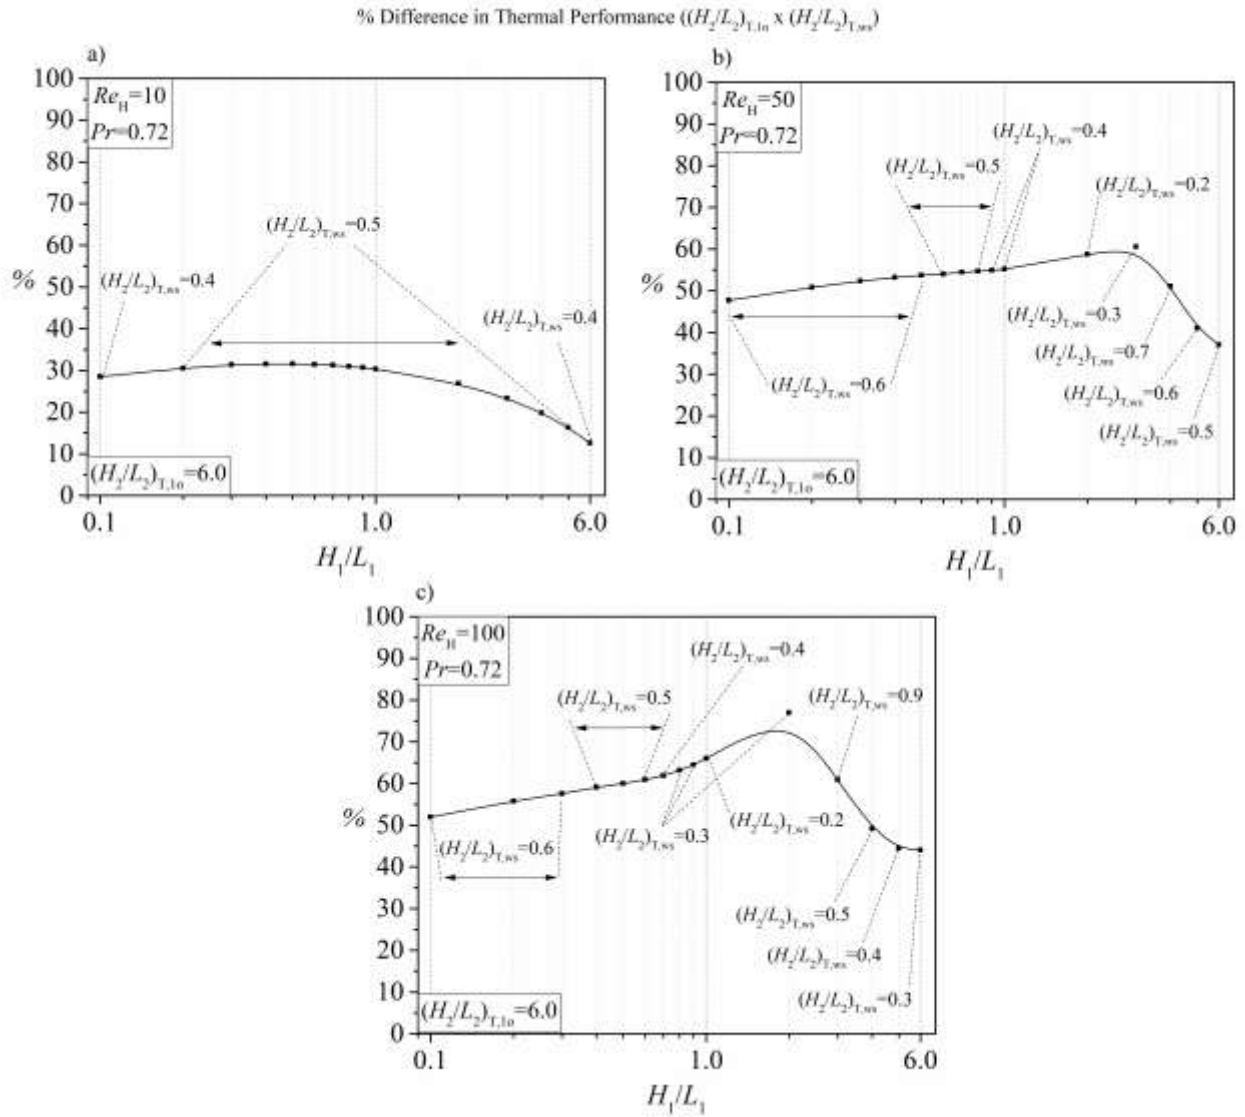 % Difference in Thermal Performance ((H₂/L₂)T,1o x (H₂/L₂)T,ws)
a)
100
90
80
70
60
50
40
30
20
10
0
%
Re_H=10
Pr=0.72
(H₂/L₂)T,ws=0.5
(H₂/L₂)T,ws=0.4
(H₂/L₂)T,ws=0.4
(H₂/L₂)T,1o=6.0
0.1
1.0
6.0
H₁/L₁
b)
100
90
80
70
60
50
40
30
20
10
0
%
Re_H=50
Pr=0.72
(H₂/L₂)T,ws=0.4
(H₂/L₂)T,ws=0.5
(H₂/L₂)T,ws=0.2
(H₂/L₂)T,ws=0.3
(H₂/L₂)T,ws=0.7
(H₂/L₂)T,ws=0.6
(H₂/L₂)T,ws=0.6
(H₂/L₂)T,ws=0.5
(H₂/L₂)T,1o=6.0
0.1
1.0
6.0
H₁/L₁
c)
100
90
80
70
60
50
40
30
20
10
0
%
Re_H=100
Pr=0.72
(H₂/L₂)T,ws=0.4
(H₂/L₂)T,ws=0.5
(H₂/L₂)T,ws=0.9
(H₂/L₂)T,ws=0.2
(H₂/L₂)T,ws=0.3
(H₂/L₂)T,ws=0.6
(H₂/L₂)T,ws=0.5
(H₂/L₂)T,ws=0.4
(H₂/L₂)T,ws=0.3
(H₂/L₂)T,1o=6.0
0.1
1.0
6.0
H₁/L₁